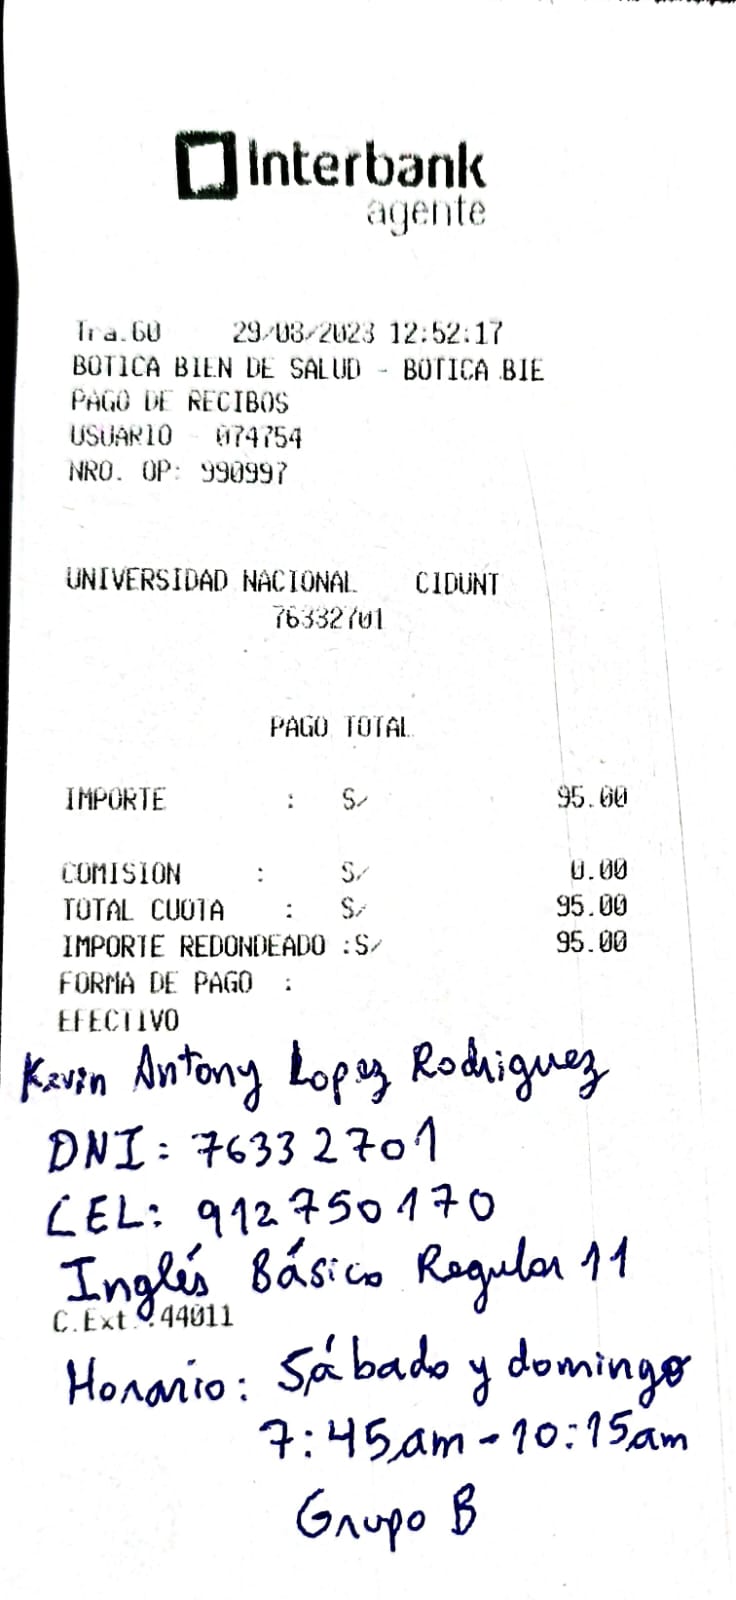 Interbank
agente
Tra.60 29/08/2023 12:52:17
BOTICA BIEN DE SALUD - BOTICA BIE
PAGO DE RECIBOS
USUARIO 074754
NRO. OP: 990997
UNIVERSIDAD NACIONAL CIDUNT
76332701
PAGO TOTAL
IMPORTE : S/ 95.00
COMISION : S/ 0.00
TOTAL CUOTA : S/ 95.00
IMPORTE REDONDEADO :S/ 95.00
FORMA DE PAGO :
EFECTIVO
Kevin Antony Lopez Rodriguez
DNI: 76332701
CEL: 912750170
Inglés Básico Regular 11
C.Ext.:44011
Horario: Sábado y domingo
7:45am - 10:15am
Grupo B